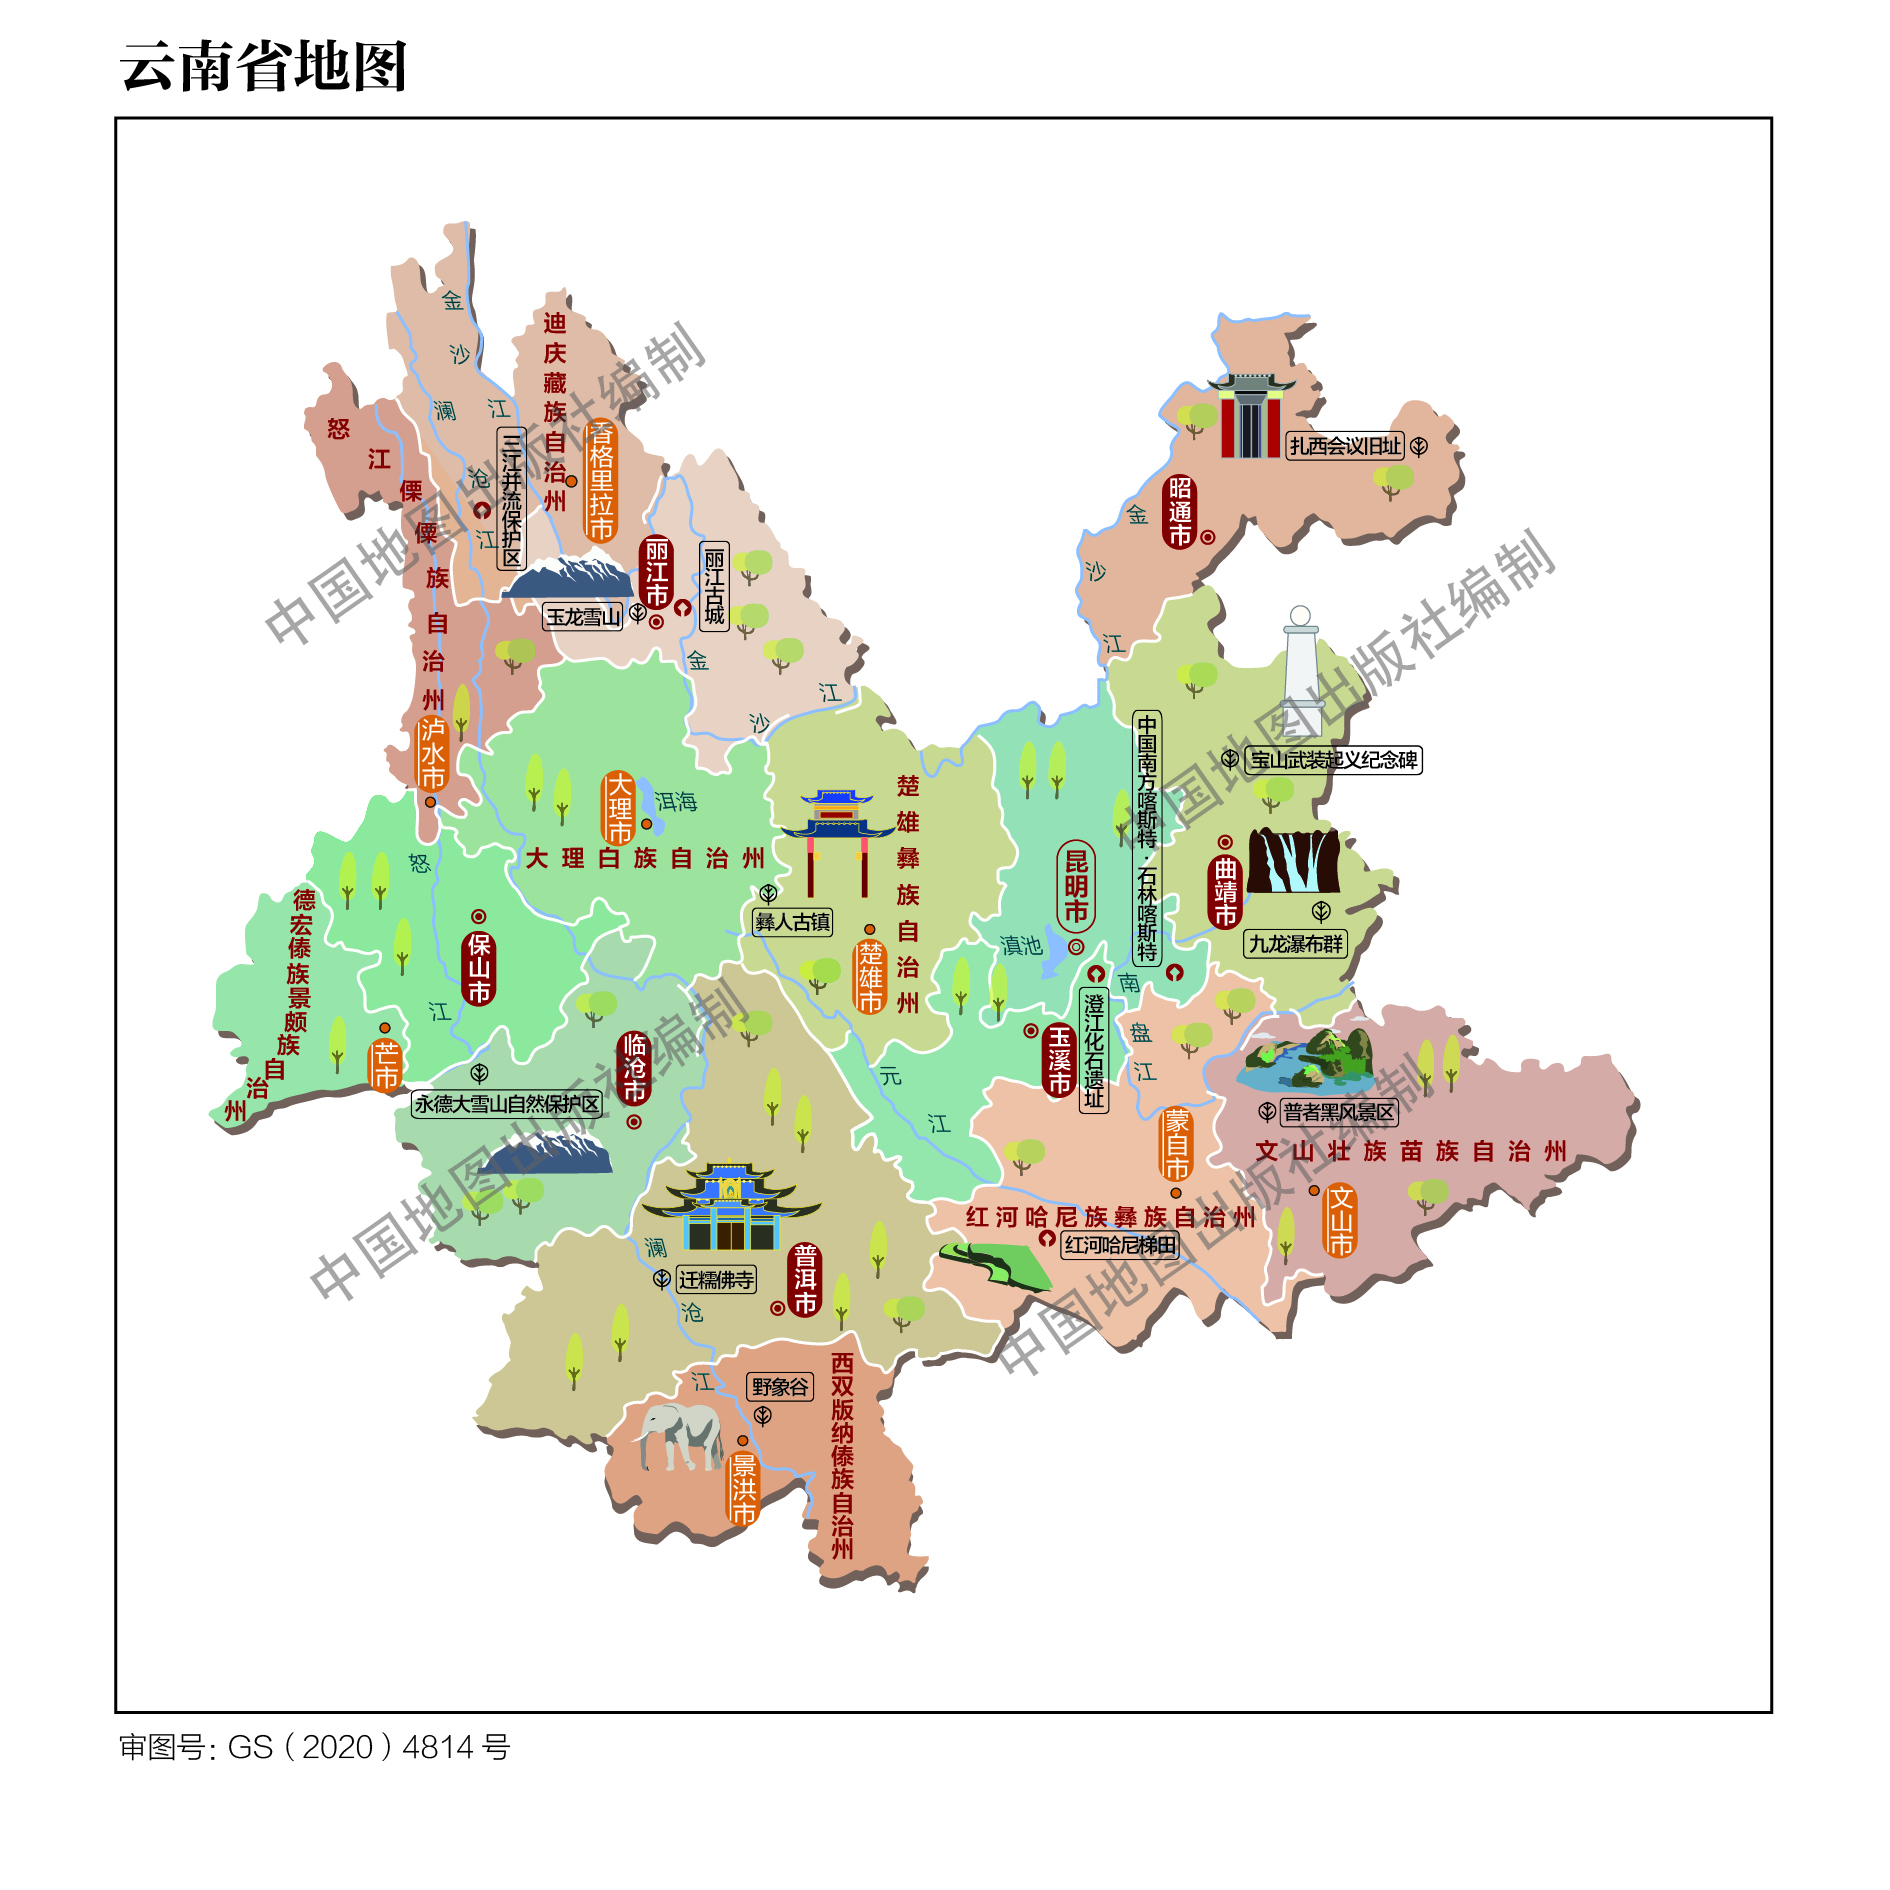 云南省地图
迪庆藏族自治州
香格里拉市
三江并流保护区
金沙江
澜沧江
怒江傈僳族自治州
泸水市
玉龙雪山
丽江市
丽江古城
金沙江
扎西会议旧址
昭通市
金沙江
宝山武装起义纪念碑
中国南方喀斯特·石林喀斯特
曲靖市
九龙瀑布群
大理市
洱海
大理白族自治州
彝人古镇
楚雄彝族自治州
楚雄市
昆明市
滇池
怒江
保山市
德宏傣族景颇族自治州
芒市
永德大雪山自然保护区
临沧市
玉溪市
澄江化石遗址
南盘江
元江
蒙自市
普者黑风景区
文山壮族苗族自治州
文山市
红河哈尼族彝族自治州
红河哈尼梯田
普洱市
迁糯佛寺
澜沧江
野象谷
西双版纳傣族自治州
景洪市
中国地图出版社编制
中国地图出版社编制
中国地图出版社编制
中国地图出版社编制
审图号：GS（2020）4814 号